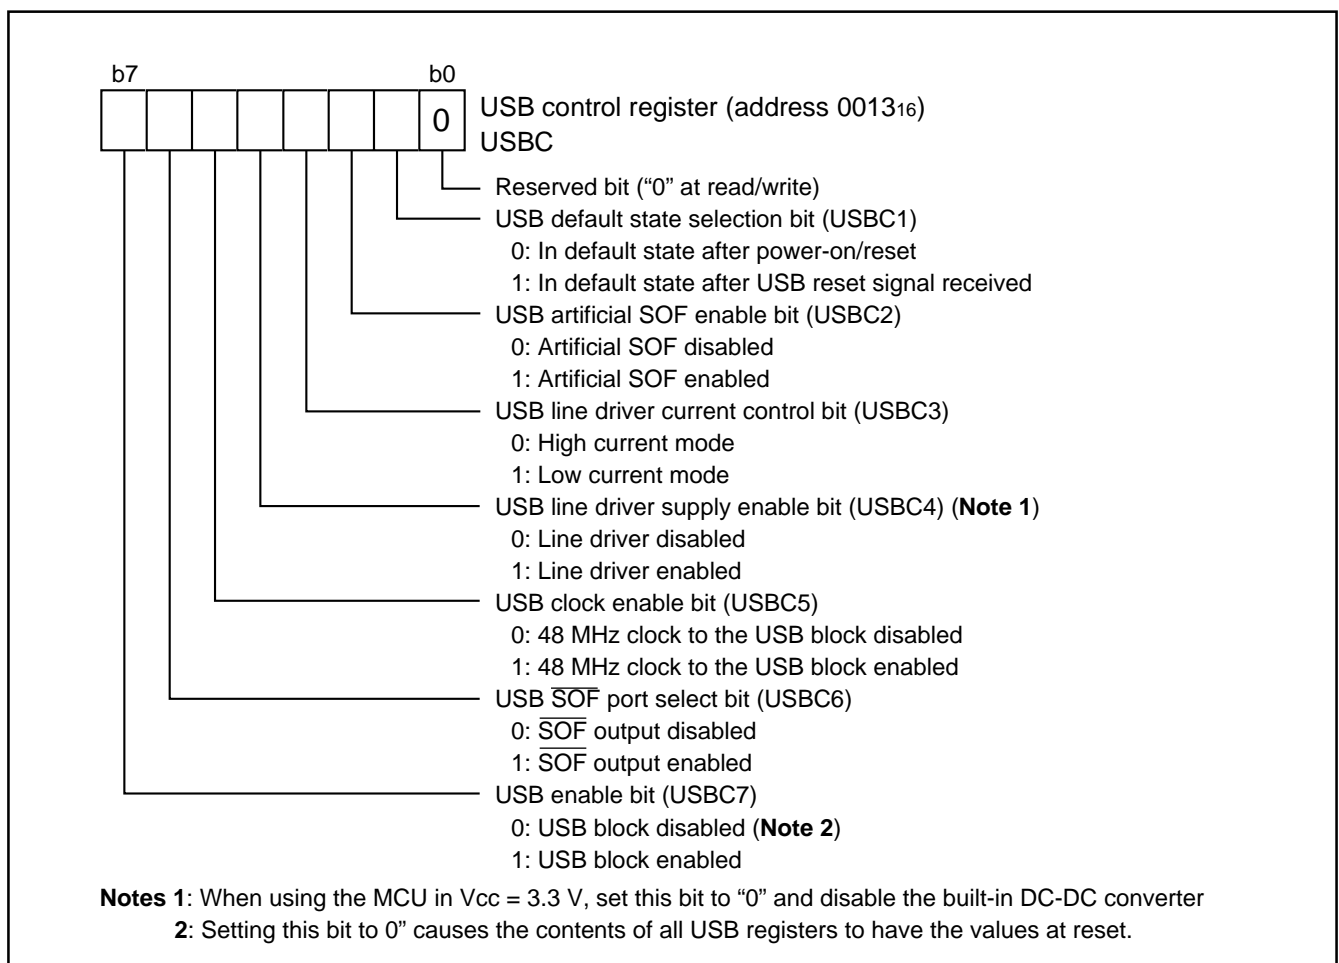 b7 b0
0
USB control register (address 0013₁₆)
USBC
Reserved bit (“0” at read/write)
USB default state selection bit (USBC1)
0: In default state after power-on/reset
1: In default state after USB reset signal received
USB artificial SOF enable bit (USBC2)
0: Artificial SOF disabled
1: Artificial SOF enabled
USB line driver current control bit (USBC3)
0: High current mode
1: Low current mode
USB line driver supply enable bit (USBC4) (Note 1)
0: Line driver disabled
1: Line driver enabled
USB clock enable bit (USBC5)
0: 48 MHz clock to the USB block disabled
1: 48 MHz clock to the USB block enabled
USB S̅O̅F̅ port select bit (USBC6)
0: S̅O̅F̅ output disabled
1: S̅O̅F̅ output enabled
USB enable bit (USBC7)
0: USB block disabled (Note 2)
1: USB block enabled
Notes 1: When using the MCU in Vcc = 3.3 V, set this bit to “0” and disable the built-in DC-DC converter
2: Setting this bit to 0” causes the contents of all USB registers to have the values at reset.